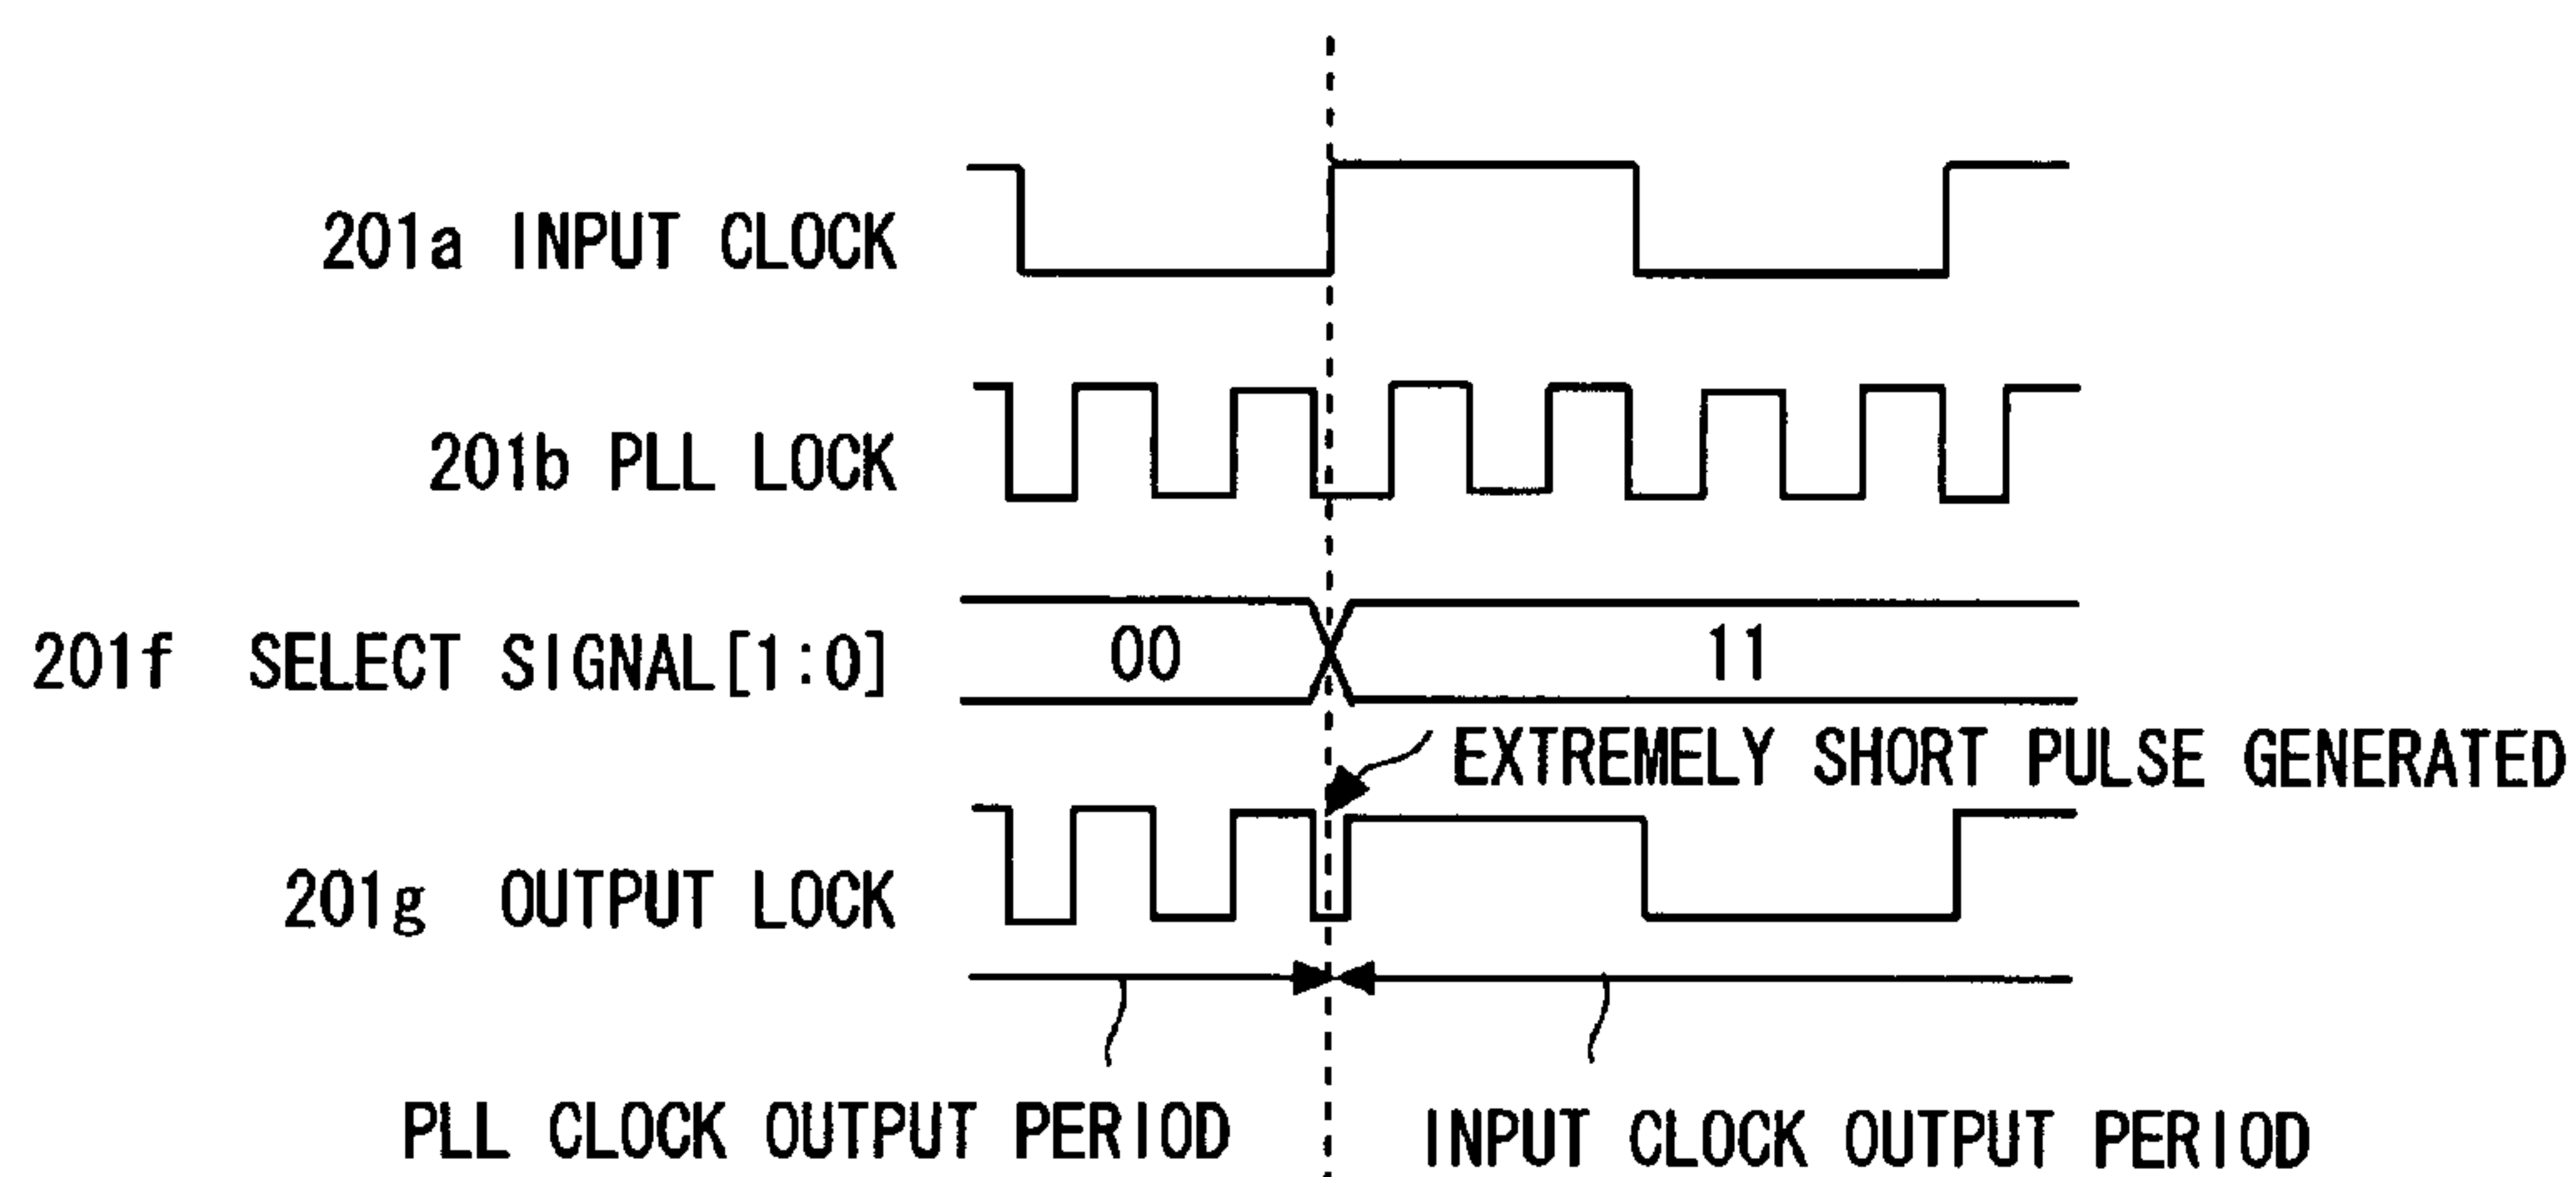 201a INPUT CLOCK
201b PLL LOCK
201f SELECT SIGNAL[1:0]
00
11
EXTREMELY SHORT PULSE GENERATED
201g OUTPUT LOCK
PLL CLOCK OUTPUT PERIOD
INPUT CLOCK OUTPUT PERIOD